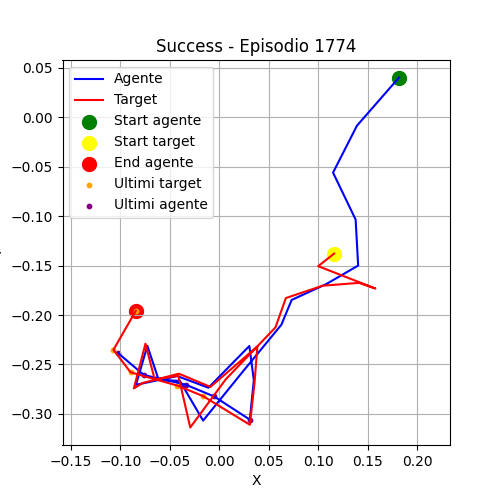 Success - Episodio 1774
Agente
Target
Start agente
Start target
End agente
Ultimi target
Ultimi agente
0.05
0.00
−0.05
−0.10
−0.15
−0.20
−0.25
−0.30
−0.15 −0.10 −0.05 0.00 0.05 0.10 0.15 0.20
X